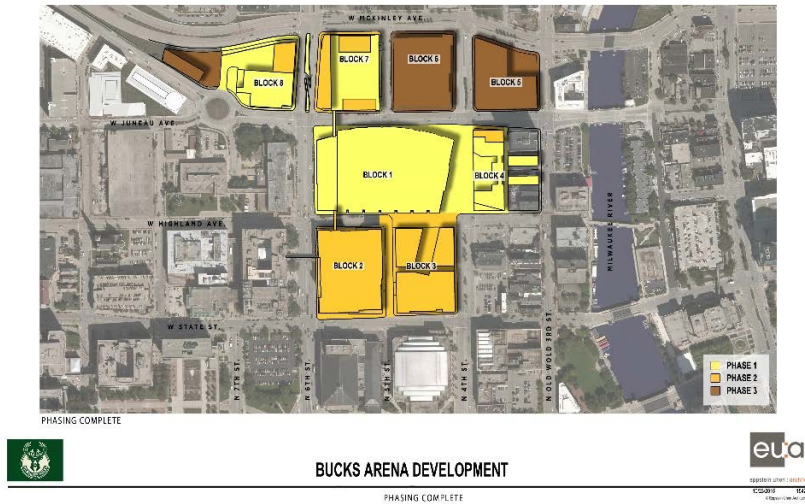 W MCKINLEY AVE.
BLOCK 8
BLOCK 7
BLOCK 6
BLOCK 5
W JUNEAU AVE.
BLOCK 1
BLOCK 4
W HIGHLAND AVE.
MILWAUKEE RIVER
BLOCK 2
BLOCK 3
W STATE ST.
N 7TH ST.
N 6TH ST.
N 5TH ST.
N 4TH ST.
N OLD WOLD 3RD ST.
PHASE 1
PHASE 2
PHASE 3
PHASING COMPLETE
eua
BUCKS ARENA DEVELOPMENT
PHASING COMPLETE